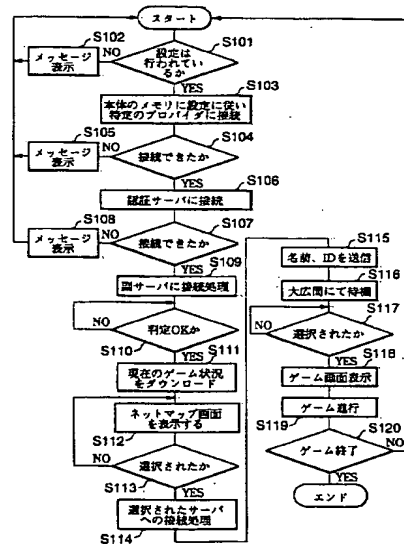 スタート
S101
設定は
行われてい
るか
NO
S102
メッセージ
表示
YES
S103
本体のメモリに設定に従い
特定のプロバイダに接続
S104
接続できたか
NO
S105
メッセージ
表示
YES
S106
認証サーバに接続
S107
接続できたか
NO
S108
メッセージ
表示
YES
S109
サーバに接続処理
判定OKか
NO
S110
YES
S111
現在のゲーム状況
をダウンロード
ネットマップ画面
を表示する
S112
選択されたか
NO
S113
YES
選択されたサーバ
への接続処理
S114
S115
名前、IDを送信
S116
大広間にて待機
S117
選択されたか
NO
YES
S118
ゲーム画面表示
ゲーム進行
S119
S120
ゲーム終了
NO
YES
エンド